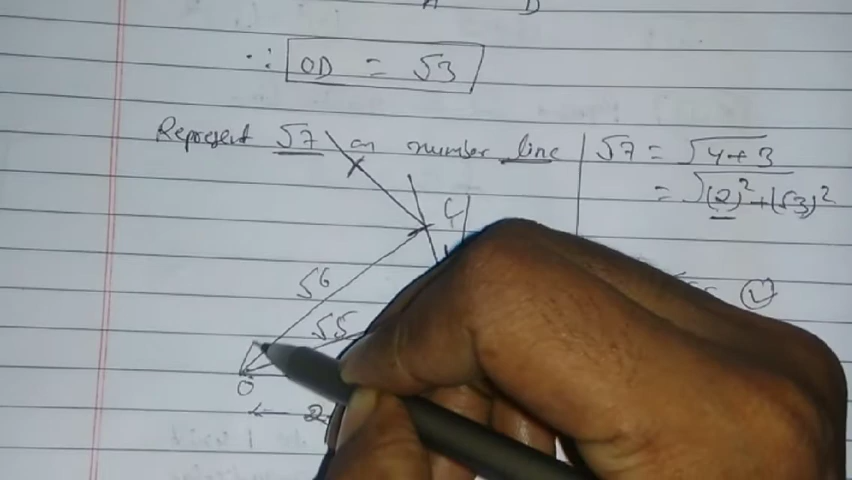 ∴ OD = √3
Represent √7 on number line
√7 = √4+3
= √(2)²+(√3)²
C
√6
√5
O
2